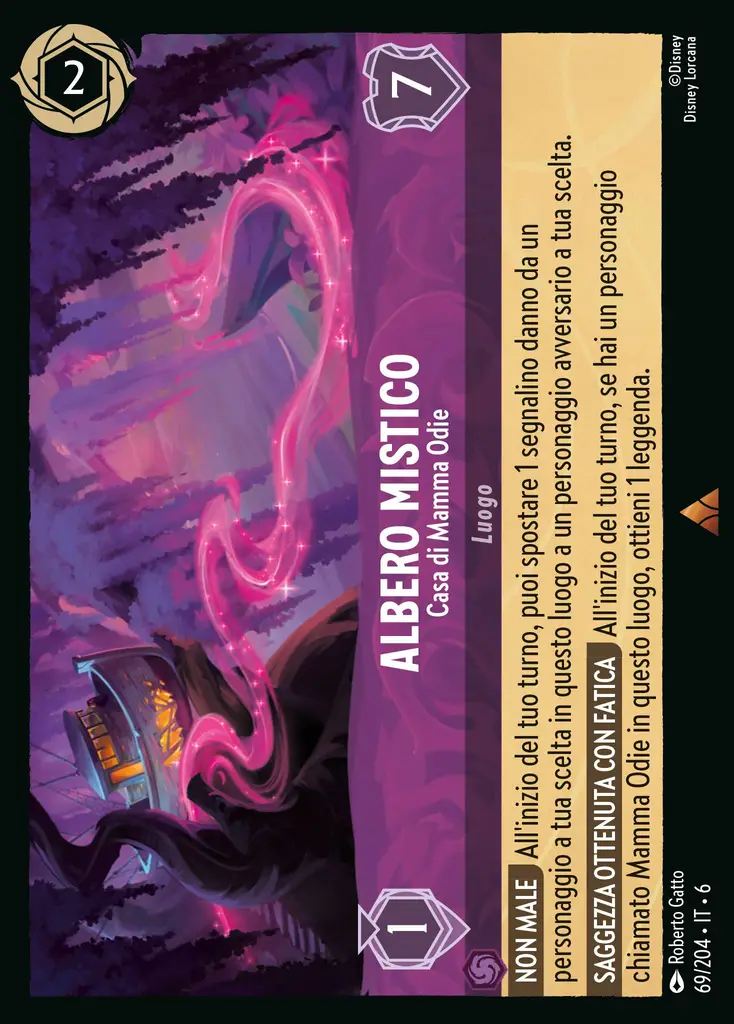 2
7
ALBERO MISTICO
Casa di Mamma Odie
1
Luogo
NON MALE All'inizio del tuo turno, puoi spostare 1 segnalino danno da un
personaggio a tua scelta in questo luogo a un personaggio avversario a tua scelta.
SAGGEZZA OTTENUTA CON FATICA All'inizio del tuo turno, se hai un personaggio
chiamato Mamma Odie in questo luogo, ottieni 1 leggenda.
Roberto Gatto
69/204 • IT • 6
©Disney
Disney Lorcana